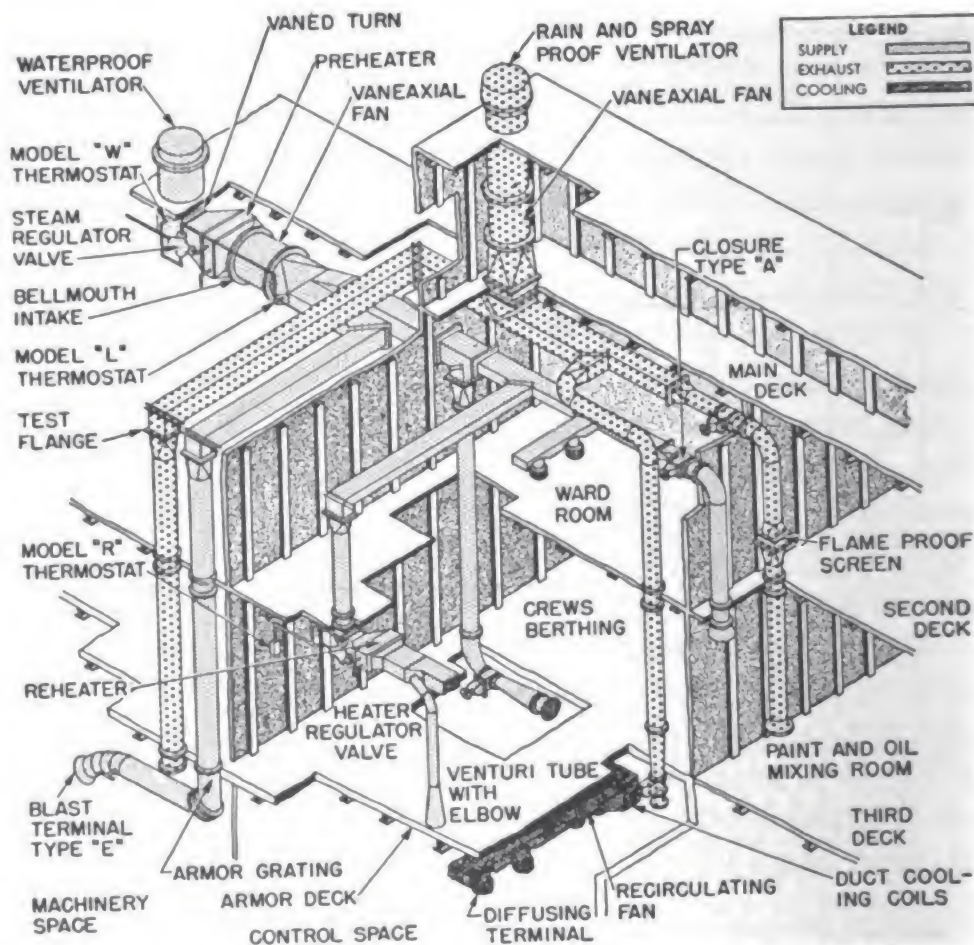 VANED TURN
PREHEATER
VANEAXIAL
FAN
WATERPROOF
VENTILATOR
MODEL "W"
THERMOSTAT
STEAM
REGULATOR
VALVE
BELLMOUTH
INTAKE
MODEL "L"
THERMOSTAT
TEST
FLANGE
MODEL "R"
THERMOSTAT
REHEATER
BLAST
TERMINAL
TYPE "E"
MACHINERY
SPACE
ARMOR GRATING
ARMOR DECK
CONTROL SPACE
RAIN AND SPRAY
PROOF VENTILATOR
VANEAXIAL FAN
LEGEND
SUPPLY
EXHAUST
COOLING
CLOSURE
TYPE "A"
MAIN
DECK
WARD
ROOM
FLAME PROOF
SCREEN
CREWS
BERTHING
SECOND
DECK
HEATER
REGULATOR
VALVE
VENTURI TUBE
WITH
ELBOW
PAINT AND OIL
MIXING ROOM
THIRD
DECK
DIFFUSING
TERMINAL
RECIRCULATING
FAN
DUCT COOL-
ING COILS